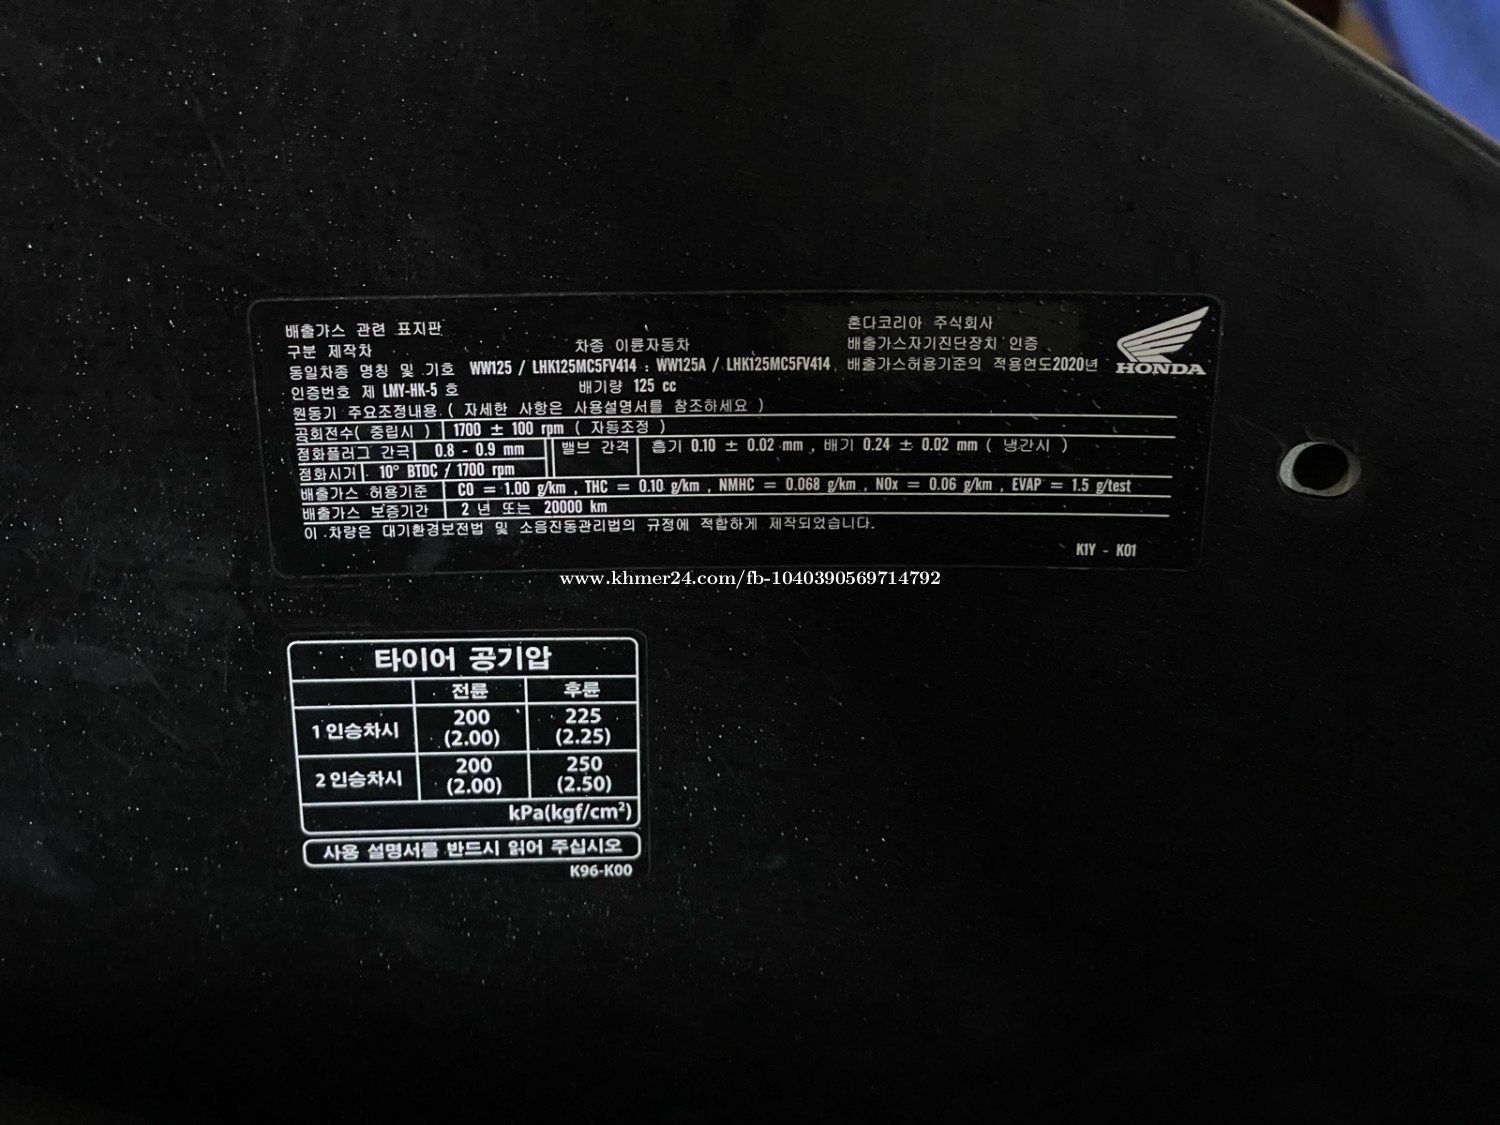 배출가스 관련 표지판
혼다코리아 주식회사
구분 제작차 차종 이륜자동차 배출가스자기진단장치 인증
동일차종 명칭 및 기호 WW125 / LHK125MC5FV414 : WW125A / LHK125MC5FV414 배출가스허용기준의 적용연도2020년
HONDA
인증번호 제 LMY-HK-5 호 배기량 125 cc
원동기 주요조정내용 ( 자세한 사항은 사용설명서를 참조하세요 )
공회전수( 중립시 ) 1700 ± 100 rpm ( 자동조정 )
점화플러그 간극 0.8 - 0.9 mm 밸브 간격 흡기 0.10 ± 0.02 mm , 배기 0.24 ± 0.02 mm ( 냉간시 )
점화시기 10° BTDC / 1700 rpm
배출가스 허용기준 CO = 1.00 g/km , THC = 0.10 g/km , NMHC = 0.068 g/km , NOx = 0.06 g/km , EVAP = 1.5 g/test
배출가스 보증기간 2 년 또는 20000 km
이 차량은 대기환경보전법 및 소음진동관리법의 규정에 적합하게 제작되었습니다.
K1Y - K01
www.khmer24.com/fb-1040390569714792
타이어 공기압
전륜 후륜
1인승차시 200 (2.00) 225 (2.25)
2인승차시 200 (2.00) 250 (2.50)
kPa(kgf/cm²)
사용 설명서를 반드시 읽어 주십시오
K96-K00